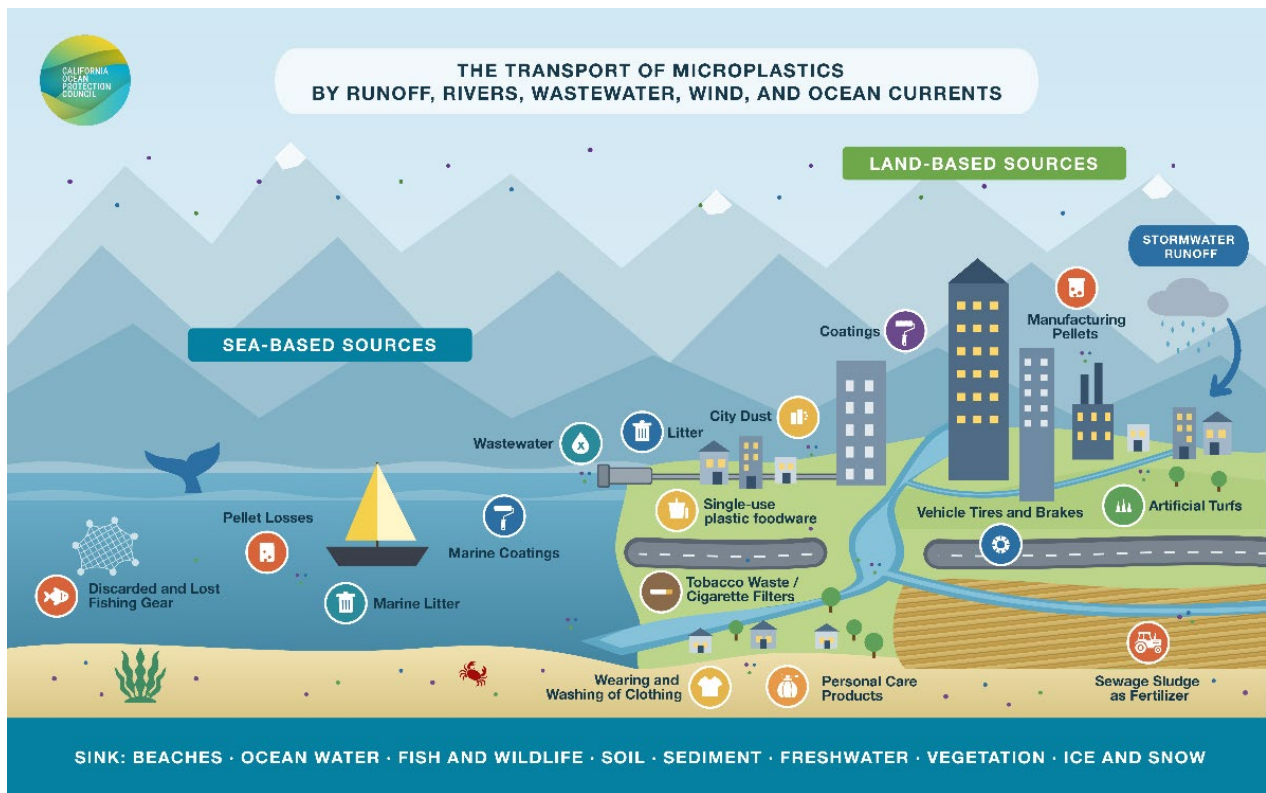 CALIFORNIA
OCEAN
PROTECTION
COUNCIL
THE TRANSPORT OF MICROPLASTICS
BY RUNOFF, RIVERS, WASTEWATER, WIND, AND OCEAN CURRENTS
LAND-BASED SOURCES
STORMWATER
RUNOFF
SEA-BASED SOURCES
Coatings
Manufacturing
Pellets
City Dust
Litter
Wastewater
Single-use
plastic foodware
Vehicle Tires and Brakes
Artificial Turfs
Pellet Losses
Marine Coatings
Discarded and Lost
Fishing Gear
Marine Litter
Tobacco Waste /
Cigarette Filters
Wearing and
Washing of Clothing
Personal Care
Products
Sewage Sludge
as Fertilizer
SINK: BEACHES · OCEAN WATER · FISH AND WILDLIFE · SOIL · SEDIMENT · FRESHWATER · VEGETATION · ICE AND SNOW